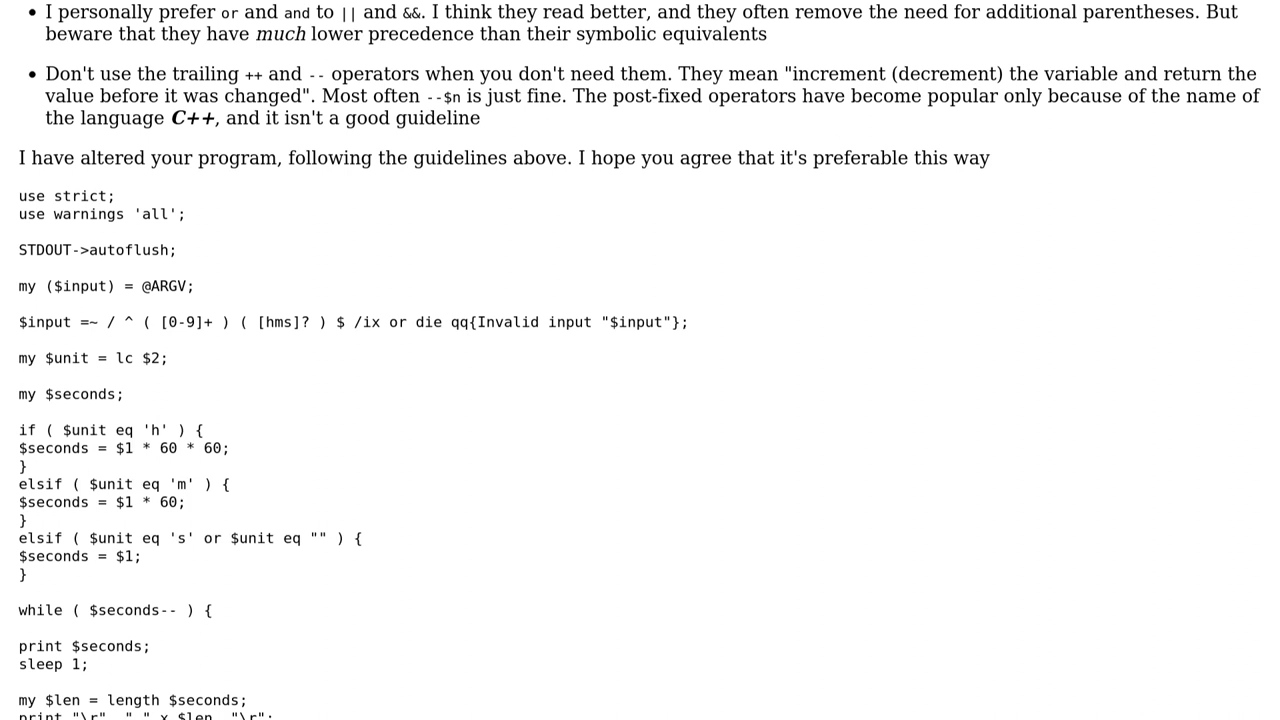 • I personally prefer or and and to || and &&. I think they read better, and they often remove the need for additional parentheses. But
beware that they have much lower precedence than their symbolic equivalents
• Don't use the trailing ++ and -- operators when you don't need them. They mean "increment (decrement) the variable and return the
value before it was changed". Most often --$n is just fine. The post-fixed operators have become popular only because of the name of
the language C++, and it isn't a good guideline
I have altered your program, following the guidelines above. I hope you agree that it's preferable this way
use strict;
use warnings 'all';
STDOUT->autoflush;
my ($input) = @ARGV;
$input =~ / ^ ( [0-9]+ ) ( [hms]? ) $ /ix or die qq{Invalid input "$input"};
my $unit = lc $2;
my $seconds;
if ( $unit eq 'h' ) {
$seconds = $1 * 60 * 60;
}
elsif ( $unit eq 'm' ) {
$seconds = $1 * 60;
}
elsif ( $unit eq 's' or $unit eq "" ) {
$seconds = $1;
}
while ( $seconds-- ) {
print $seconds;
sleep 1;
my $len = length $seconds;
print "\r", " " x $len, "\r";